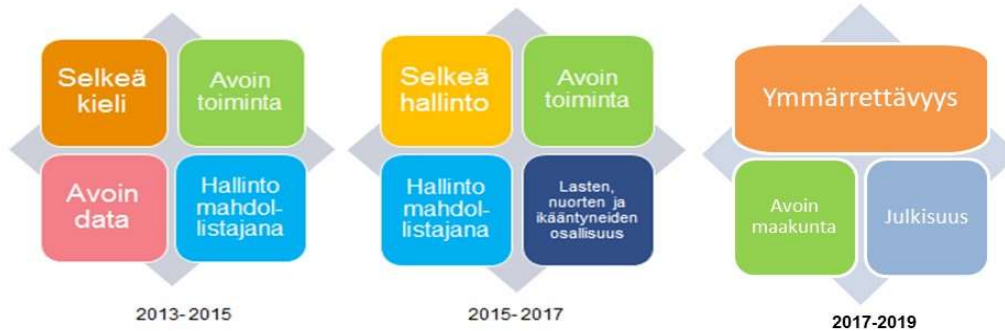 Selkeä
kieli
Avoin
toiminta
Avoin
data
Hallinto
mahdol-
listajana
2013-2015
Selkeä
hallinto
Avoin
toiminta
Hallinto
mahdol-
listajana
Lasten,
nuorten ja
ikääntyneiden
osallisuus
2015-2017
Ymmärrettävyys
Avoin
maakunta
Julkisuus
2017-2019